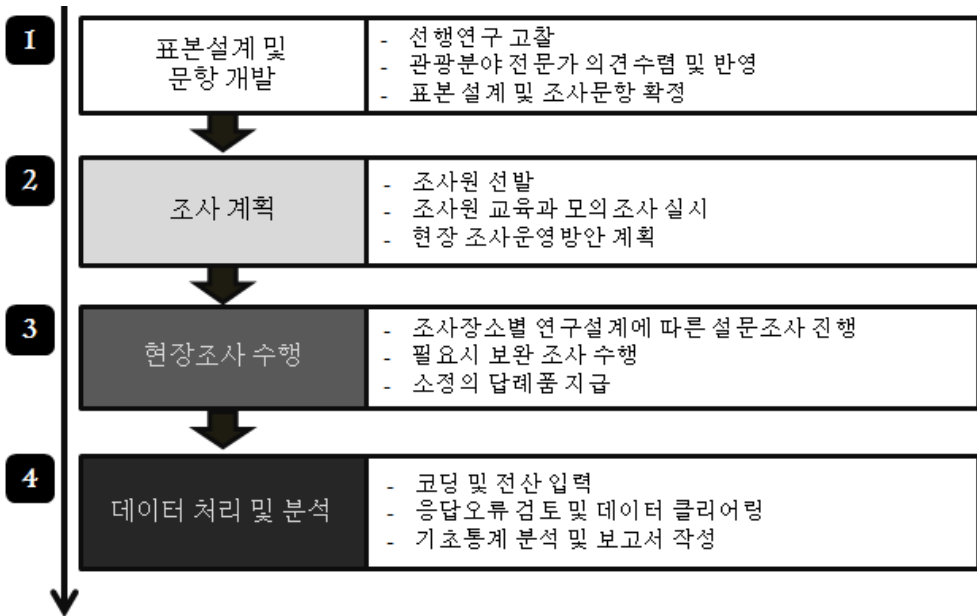 1
표본설계 및
문항 개발
- 선행연구 고찰
- 관광분야 전문가 의견수렴 및 반영
- 표본 설계 및 조사문항 확정
2
조사 계획
- 조사원 선발
- 조사원 교육과 모의조사 실시
- 현장 조사운영방안 계획
3
현장조사 수행
- 조사장소별 연구설계에 따른 설문조사 진행
- 필요시 보완 조사 수행
- 소정의 답례품 지급
4
데이터 처리 및 분석
- 코딩 및 전산 입력
- 응답오류 검토 및 데이터 클리어링
- 기초통계 분석 및 보고서 작성